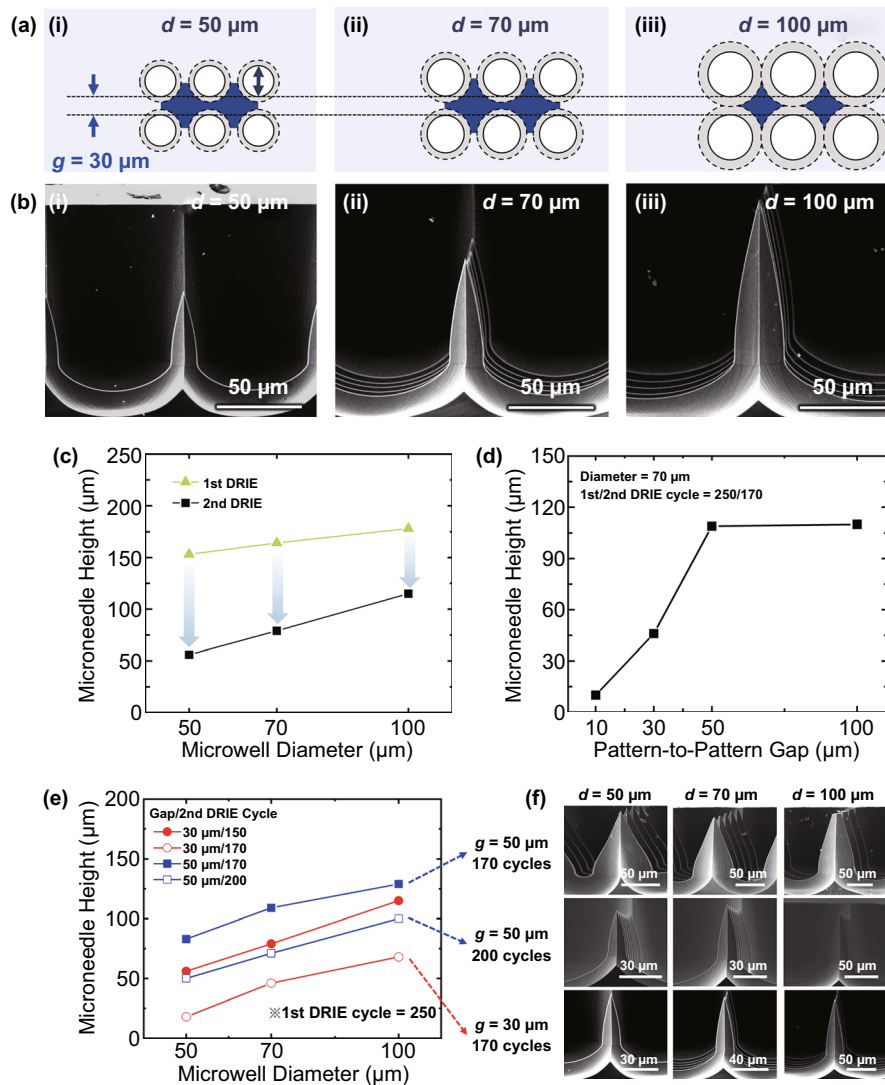 (a) (i) d = 50 µm (ii) d = 70 µm (iii) d = 100 µm
g = 30 µm
(b) (i) d = 50 µm (ii) d = 70 µm (iii) d = 100 µm
50 µm 50 µm 50 µm
(c)
Microneedle Height (µm)
250
200
150
100
50
0
1st DRIE
2nd DRIE
50 70 100
Microwell Diameter (µm)
(d)
Microneedle Height (µm)
150
120
90
60
30
0
Diameter = 70 µm
1st/2nd DRIE cycle = 250/170
10 30 50 100
Pattern-to-Pattern Gap (µm)
(e)
Microneedle Height (µm)
200
150
100
50
0
Gap/2nd DRIE Cycle
30 µm/150
30 µm/170
50 µm/170
50 µm/200
※1st DRIE cycle = 250
50 70 100
Microwell Diameter (µm)
g = 50 µm
170 cycles
g = 50 µm
200 cycles
g = 30 µm
170 cycles
(f) d = 50 µm d = 70 µm d = 100 µm
50 µm 50 µm 50 µm
30 µm 30 µm 50 µm
30 µm 40 µm 50 µm